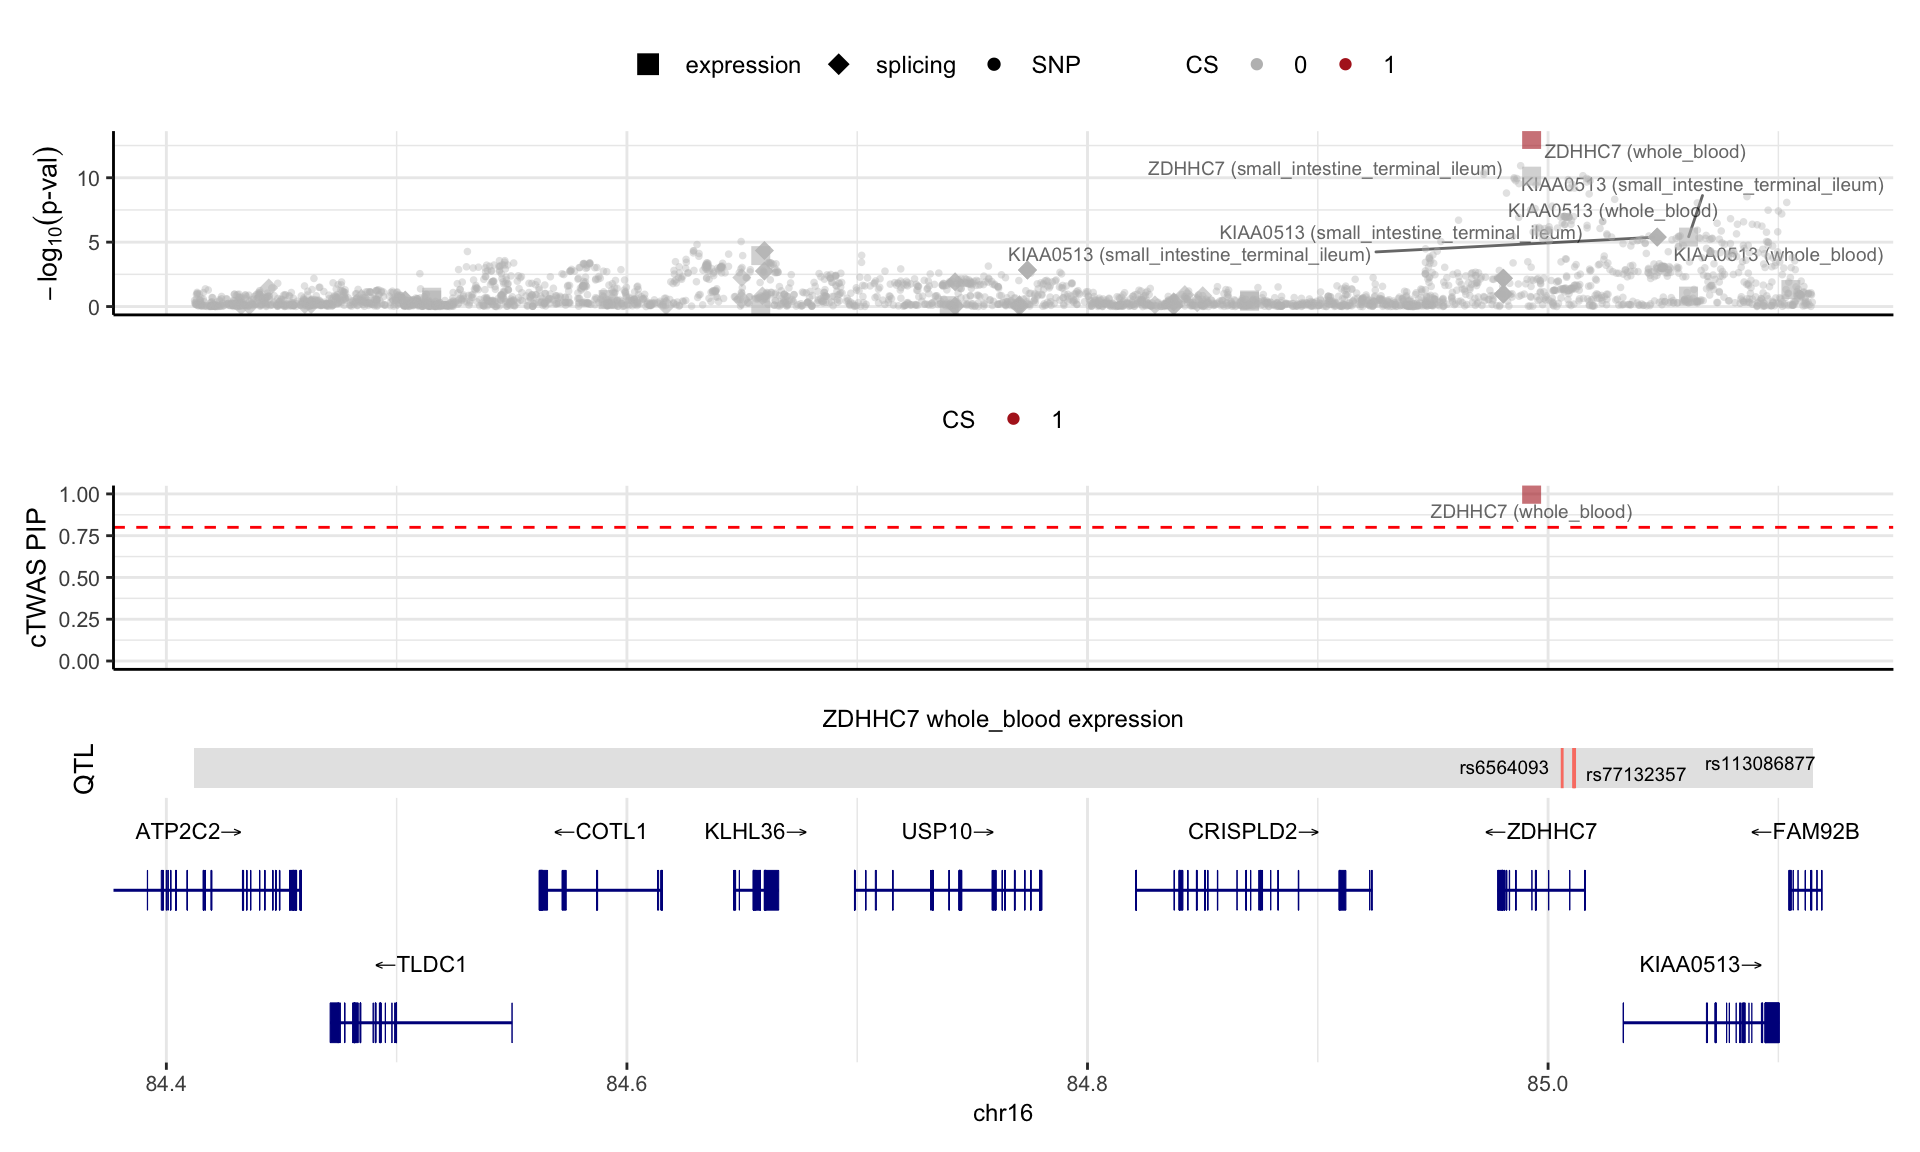 expression splicing SNP CS 0 1
−log10(p-val)
10
5
0
ZDHHC7 (whole_blood)
ZDHHC7 (small_intestine_terminal_ileum)
KIAA0513 (small_intestine_terminal_ileum)
KIAA0513 (whole_blood)
KIAA0513 (small_intestine_terminal_ileum)
KIAA0513 (small_intestine_terminal_ileum)
KIAA0513 (whole_blood)
CS 1
cTWAS PIP
1.00
0.75
0.50
0.25
0.00
ZDHHC7 (whole_blood)
ZDHHC7 whole_blood expression
QTL
rs6564093
rs77132357
rs113086877
ATP2C2→
←COTL1
KLHL36→
USP10→
CRISPLD2→
←ZDHHC7
←FAM92B
←TLDC1
KIAA0513→
84.4 84.6 84.8 85.0
chr16